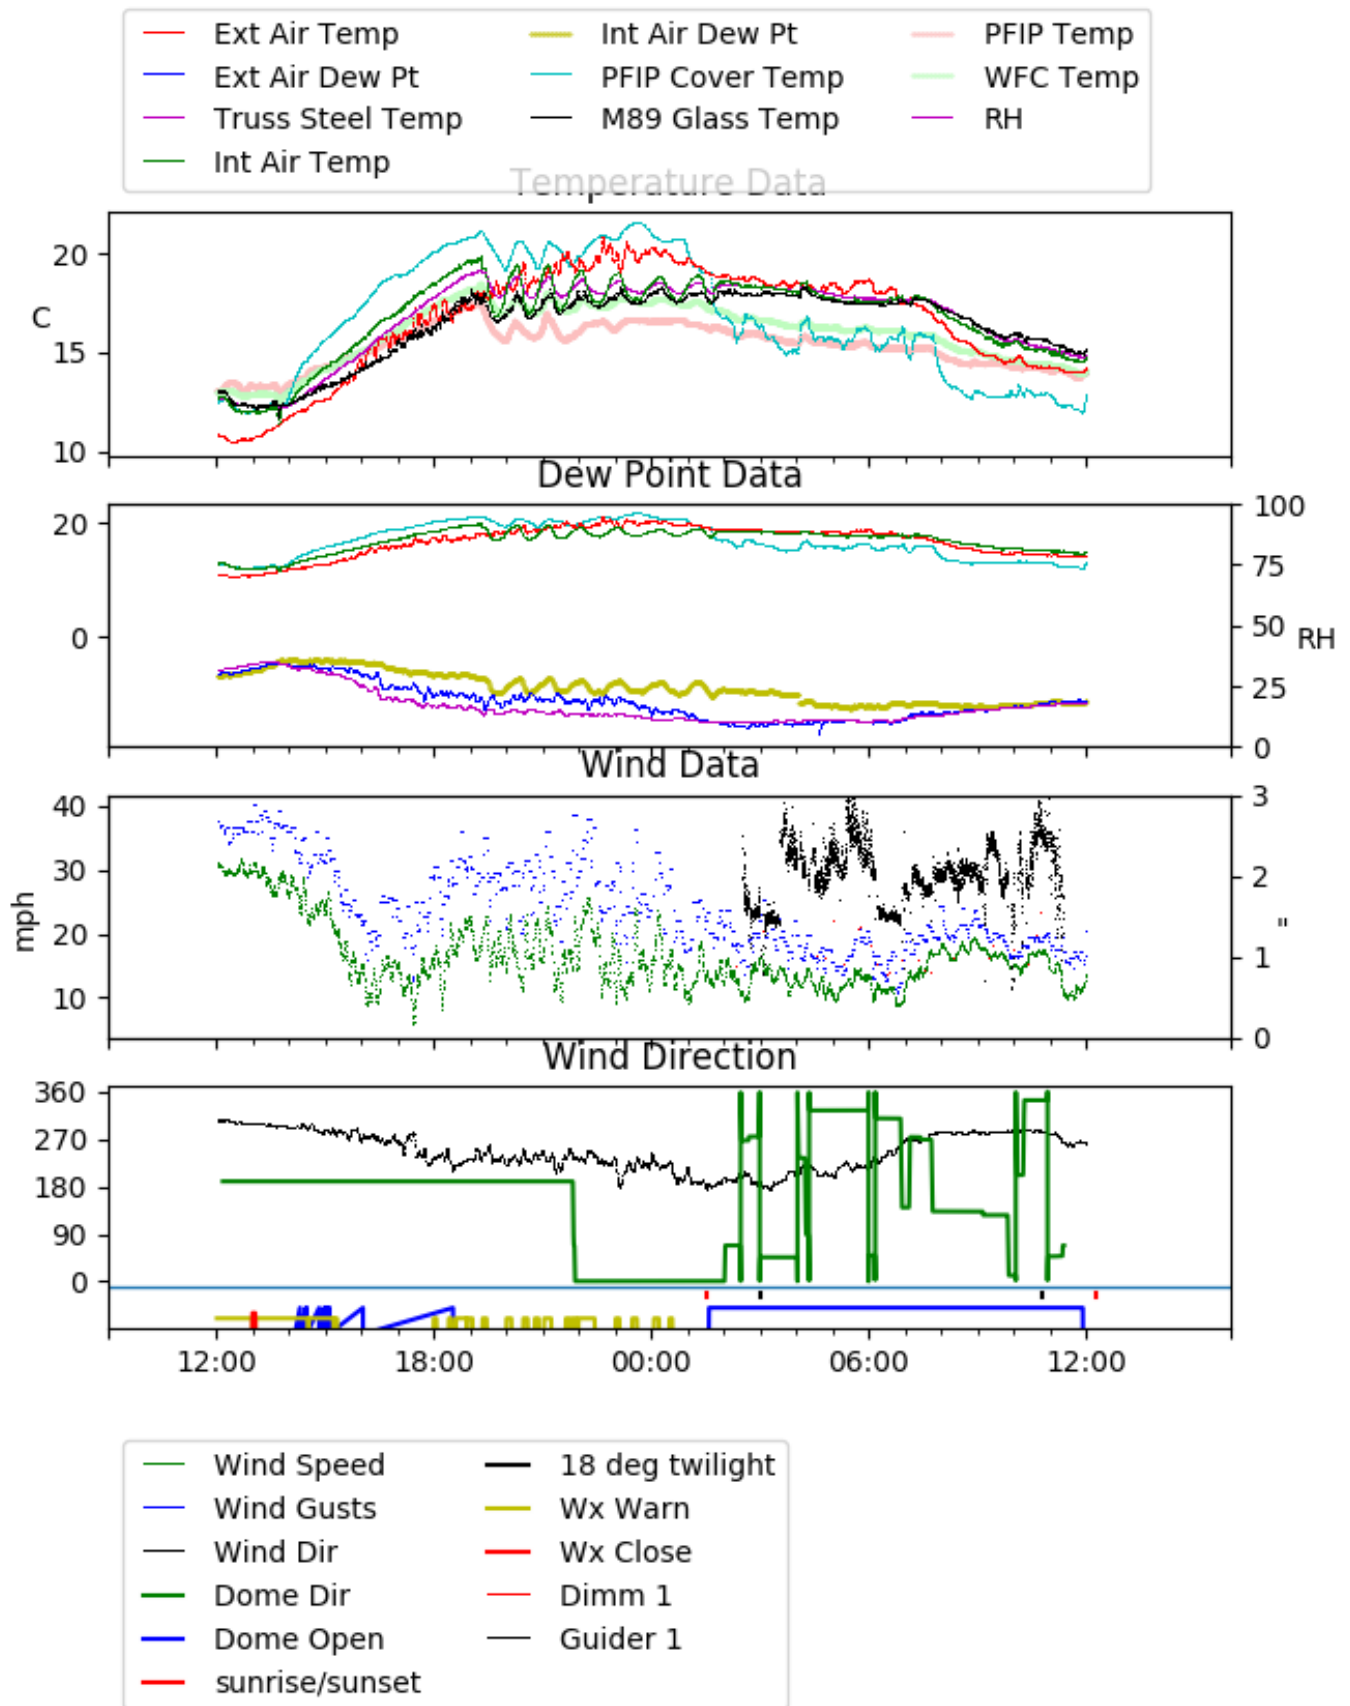 Ext Air Temp Int Air Dew Pt PFIP Temp
Ext Air Dew Pt PFIP Cover Temp WFC Temp
Truss Steel Temp M89 Glass Temp RH
Int Air Temp
Temperature Data
20
C
15
10
Dew Point Data
20 100
75
0 50 RH
25
0
Wind Data
40 3
30 2
mph "
20 1
10
0
Wind Direction
360
270
180
90
0
12:00 18:00 00:00 06:00 12:00
Wind Speed 18 deg twilight
Wind Gusts Wx Warn
Wind Dir Wx Close
Dome Dir Dimm 1
Dome Open Guider 1
sunrise/sunset